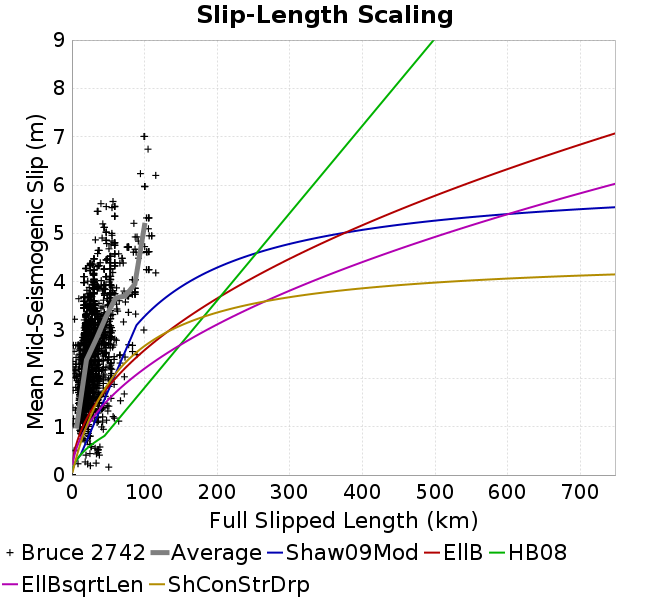 Slip-Length Scaling
Mean Mid-Seismogenic Slip (m)
9
8
7
6
5
4
3
2
1
0
0 100 200 300 400 500 600 700
Full Slipped Length (km)
Bruce 2742 Average Shaw09Mod EllB HB08
EllBsqrtLen ShConStrDrp